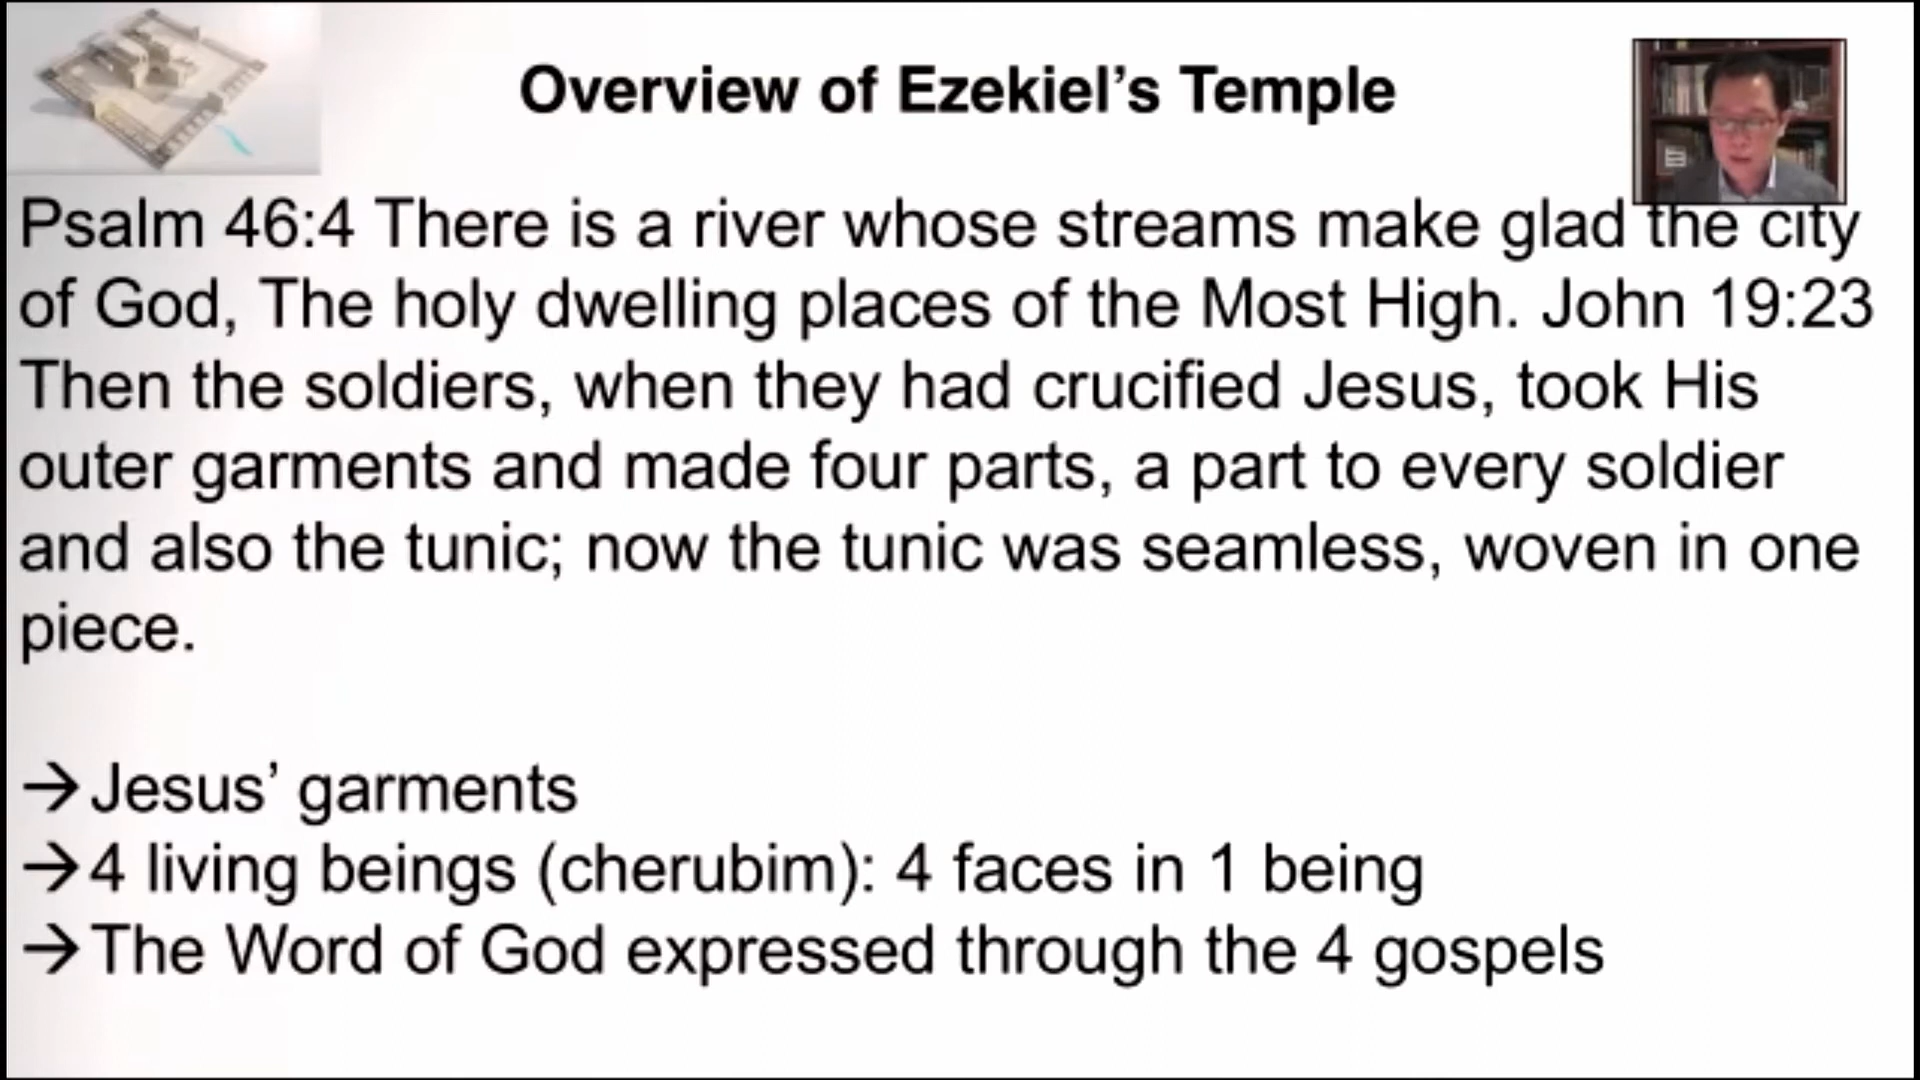 Overview of Ezekiel's Temple
Psalm 46:4 There is a river whose streams make glad the city
of God, The holy dwelling places of the Most High. John 19:23
Then the soldiers, when they had crucified Jesus, took His
outer garments and made four parts, a part to every soldier
and also the tunic; now the tunic was seamless, woven in one
piece.
→Jesus' garments
→4 living beings (cherubim): 4 faces in 1 being
→The Word of God expressed through the 4 gospels